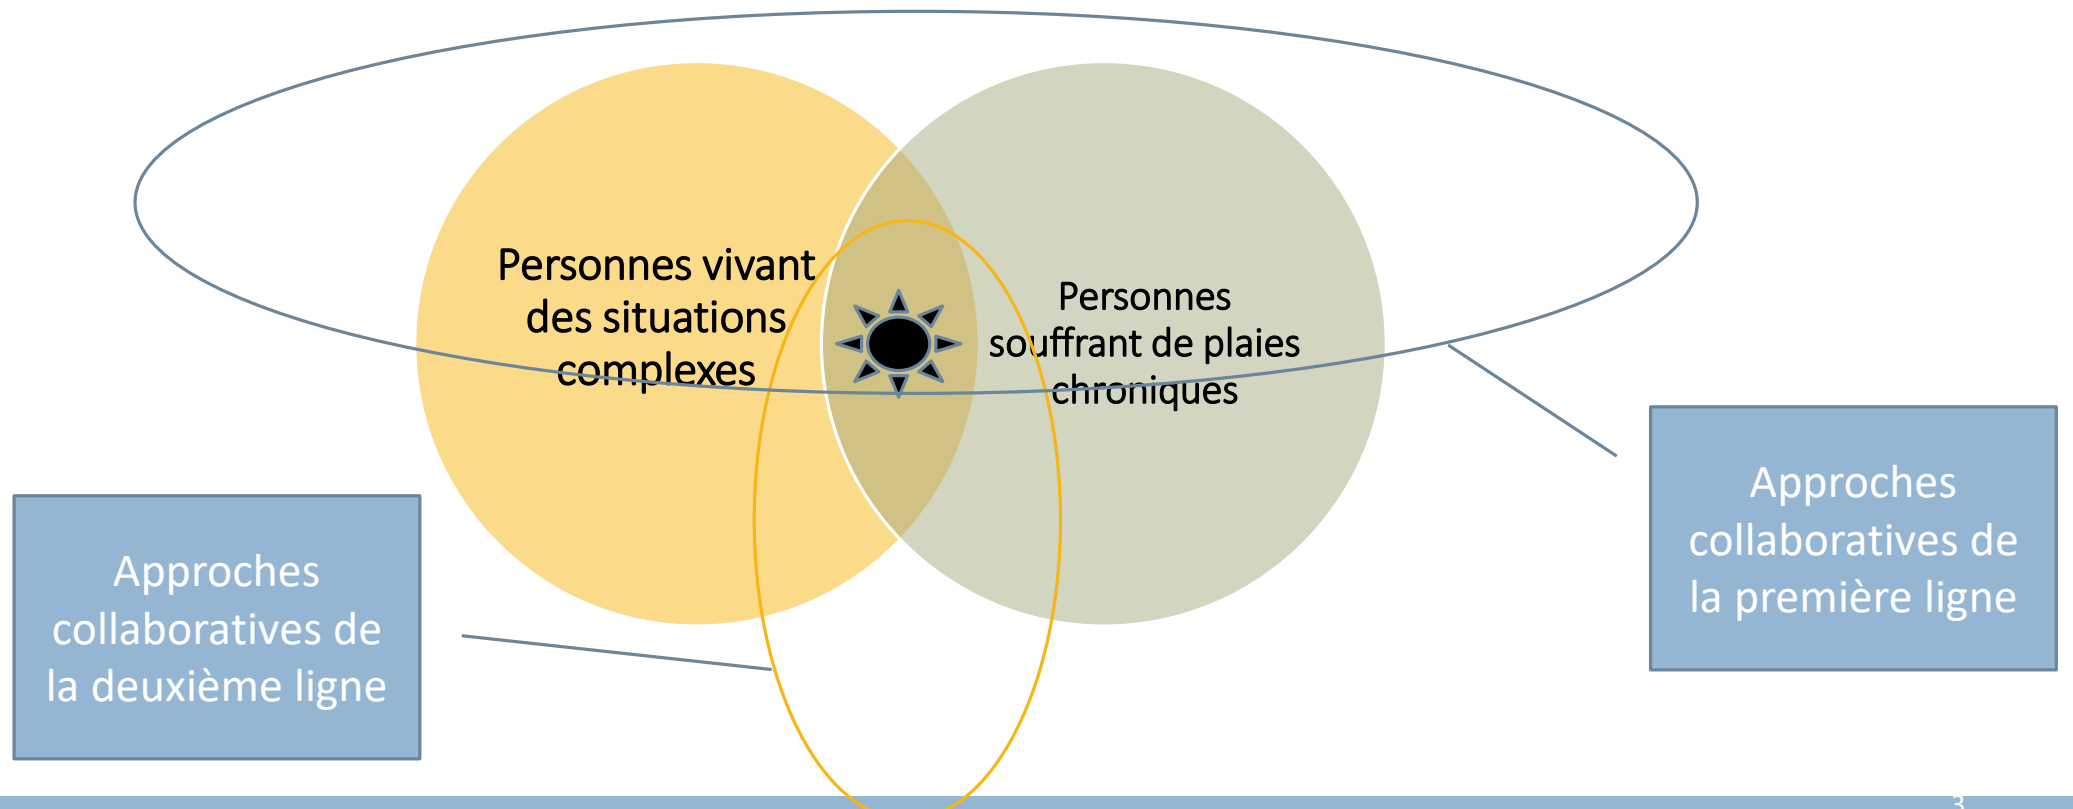 Personnes vivant
des situations
complexes
Personnes
souffrant de plaies
chroniques
Approches
collaboratives de
la deuxième ligne
Approches
collaboratives de
la première ligne
3